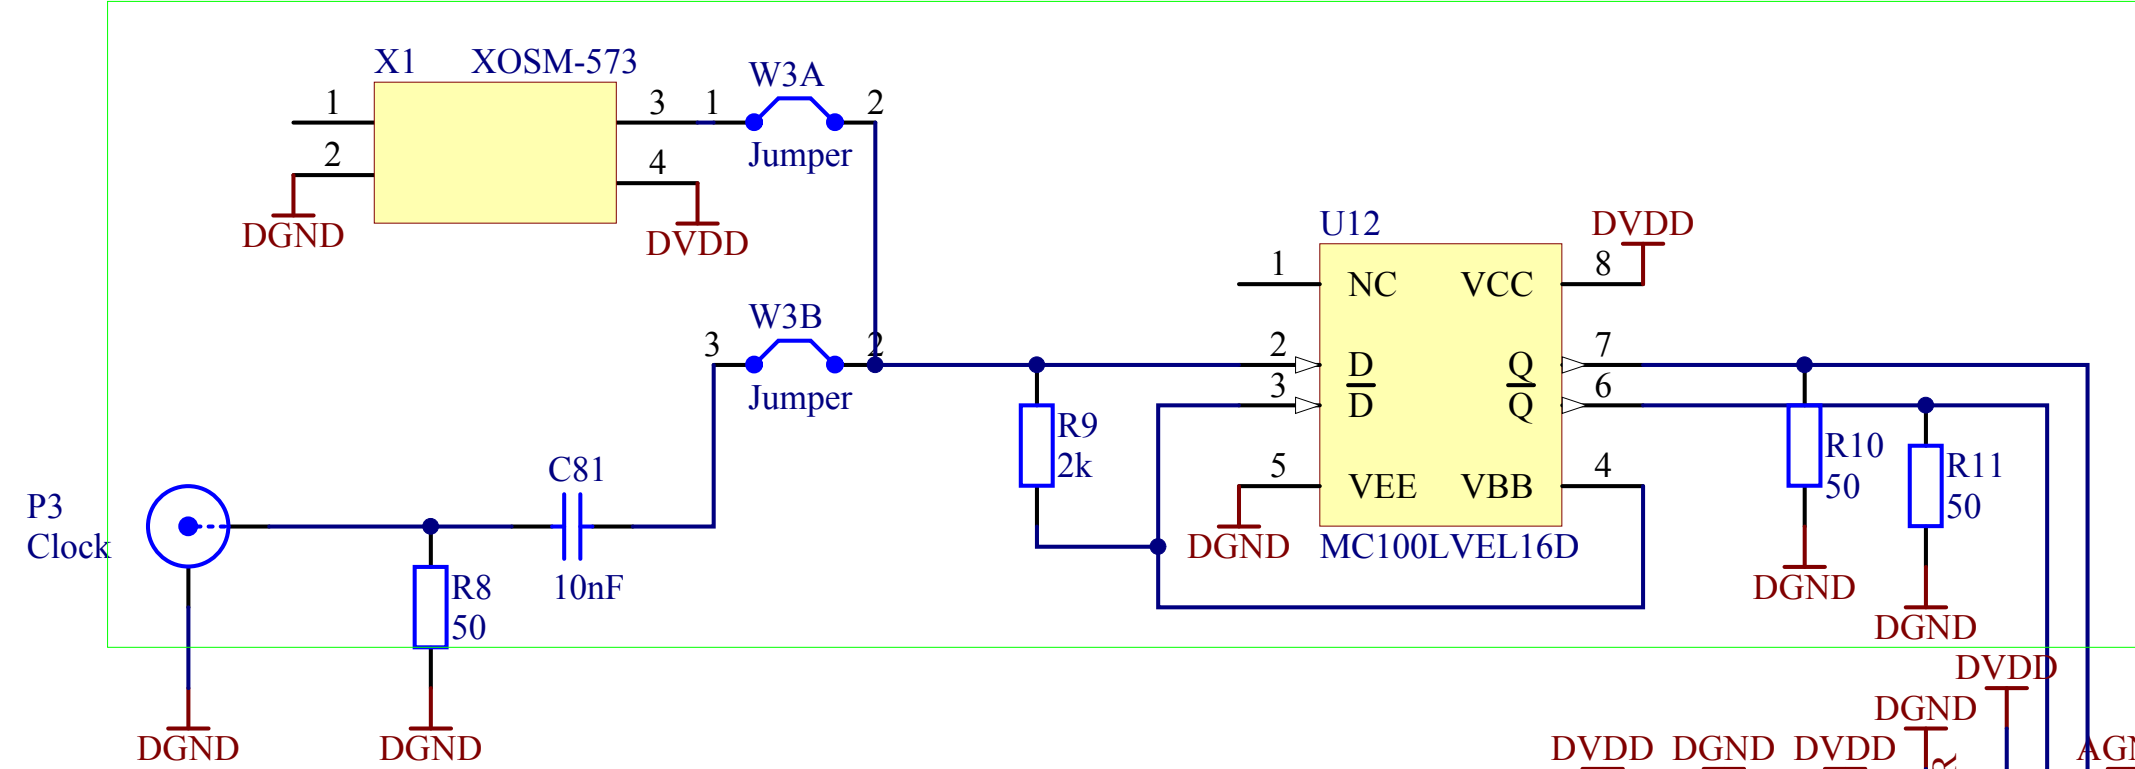 X1 XOSM-573
1
2
3
4
DGND
DVDD
1 W3A 2
Jumper
3 W3B 2
Jumper
P3
Clock
C81
10nF
R8
50
DGND
DGND
R9
2k
U12
1 NC VCC 8
DVDD
2 D Q 7
3 D Q 6
5 VEE VBB 4
DGND
MC100LVEL16D
R10
50
DGND
R11
50
DGND
DVDD
DGND
DVDD DGND DVDD
R
AGN